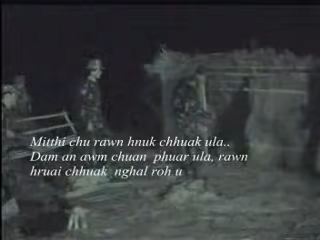 Mitthi chu rawn hnuk chhuak ula..
Dam an awm chuan phuar ula, rawn
hruai chhuak nghal roh u